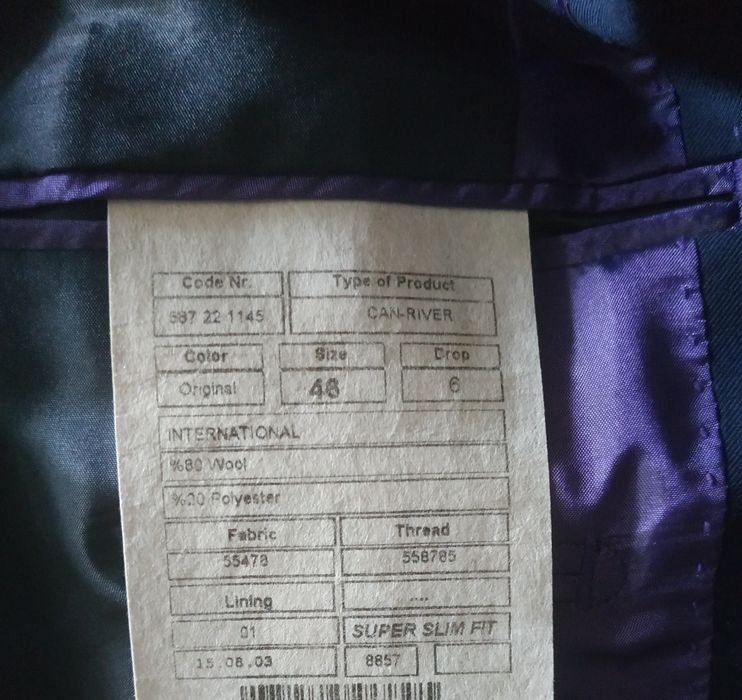 Code Nr. Type of Product
587 22 1145 CAN-RIVER
Color Size Drop
Original 48 6
INTERNATIONAL
%80 Wool
%20 Polyester
Fabric Thread
55478 558785
Lining .....
01 SUPER SLIM FIT
15.08.03 8857